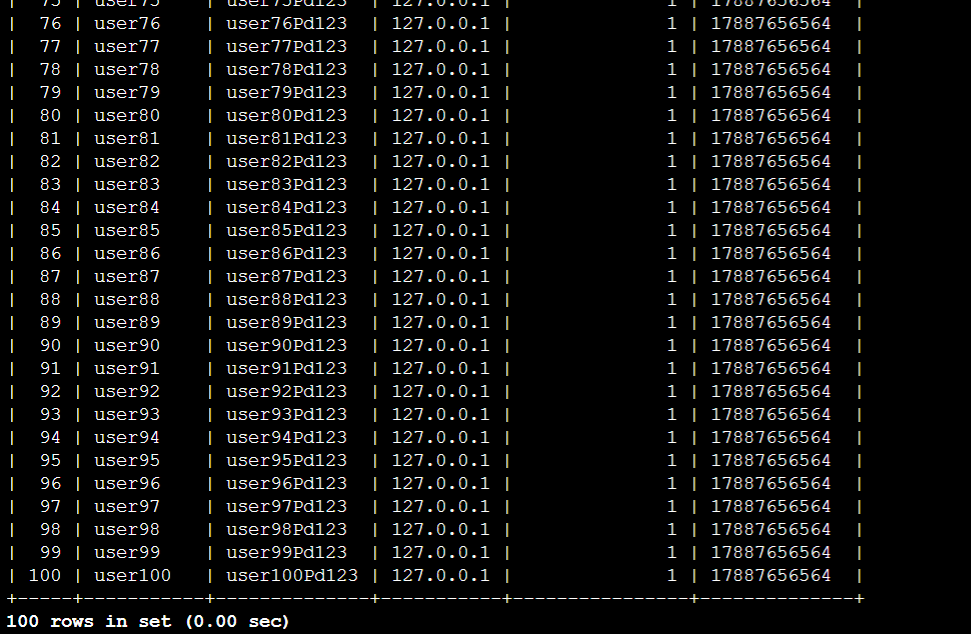 | 75 | user75 | user75Pd123 | 127.0.0.1 | 1 | 17887656564 |
| 76 | user76 | user76Pd123 | 127.0.0.1 | 1 | 17887656564 |
| 77 | user77 | user77Pd123 | 127.0.0.1 | 1 | 17887656564 |
| 78 | user78 | user78Pd123 | 127.0.0.1 | 1 | 17887656564 |
| 79 | user79 | user79Pd123 | 127.0.0.1 | 1 | 17887656564 |
| 80 | user80 | user80Pd123 | 127.0.0.1 | 1 | 17887656564 |
| 81 | user81 | user81Pd123 | 127.0.0.1 | 1 | 17887656564 |
| 82 | user82 | user82Pd123 | 127.0.0.1 | 1 | 17887656564 |
| 83 | user83 | user83Pd123 | 127.0.0.1 | 1 | 17887656564 |
| 84 | user84 | user84Pd123 | 127.0.0.1 | 1 | 17887656564 |
| 85 | user85 | user85Pd123 | 127.0.0.1 | 1 | 17887656564 |
| 86 | user86 | user86Pd123 | 127.0.0.1 | 1 | 17887656564 |
| 87 | user87 | user87Pd123 | 127.0.0.1 | 1 | 17887656564 |
| 88 | user88 | user88Pd123 | 127.0.0.1 | 1 | 17887656564 |
| 89 | user89 | user89Pd123 | 127.0.0.1 | 1 | 17887656564 |
| 90 | user90 | user90Pd123 | 127.0.0.1 | 1 | 17887656564 |
| 91 | user91 | user91Pd123 | 127.0.0.1 | 1 | 17887656564 |
| 92 | user92 | user92Pd123 | 127.0.0.1 | 1 | 17887656564 |
| 93 | user93 | user93Pd123 | 127.0.0.1 | 1 | 17887656564 |
| 94 | user94 | user94Pd123 | 127.0.0.1 | 1 | 17887656564 |
| 95 | user95 | user95Pd123 | 127.0.0.1 | 1 | 17887656564 |
| 96 | user96 | user96Pd123 | 127.0.0.1 | 1 | 17887656564 |
| 97 | user97 | user97Pd123 | 127.0.0.1 | 1 | 17887656564 |
| 98 | user98 | user98Pd123 | 127.0.0.1 | 1 | 17887656564 |
| 99 | user99 | user99Pd123 | 127.0.0.1 | 1 | 17887656564 |
| 100 | user100 | user100Pd123 | 127.0.0.1 | 1 | 17887656564 |
+-----+-----------+--------------+-----------+----------------+--------------+
100 rows in set (0.00 sec)